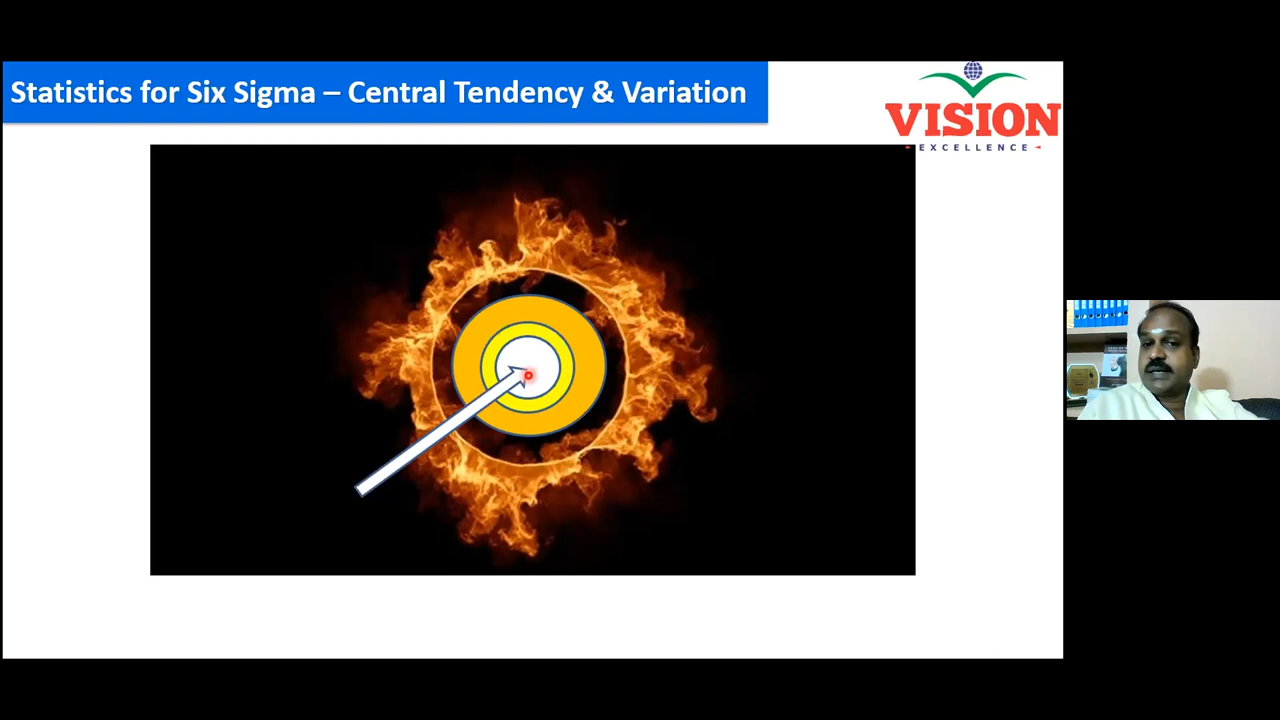 Statistics for Six Sigma – Central Tendency & Variation
VISION
EXCELLENCE